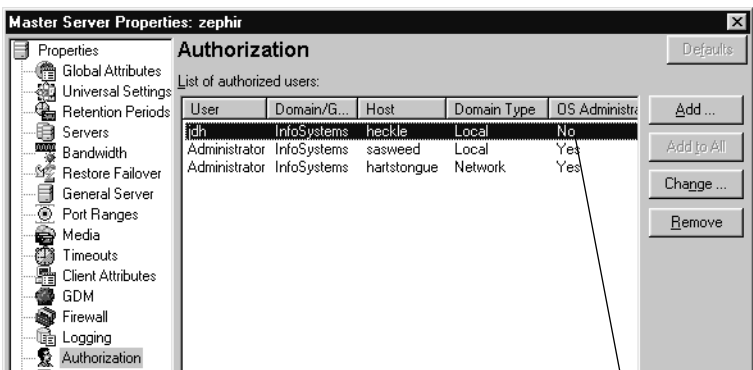 Master Server Properties: zephir
Properties
Global Attributes
Universal Settings
Retention Periods
Servers
Bandwidth
Restore Failover
General Server
Port Ranges
Media
Timeouts
Client Attributes
GDM
Firewall
Logging
Authorization
Authorization
Defaults
List of authorized users:
User Domain/G... Host Domain Type OS Administra
jdh InfoSystems heckle Local No
Administrator InfoSystems sasweed Local Yes
Administrator InfoSystems hartstongue Network Yes
Add ...
Add to All
Change ...
Remove